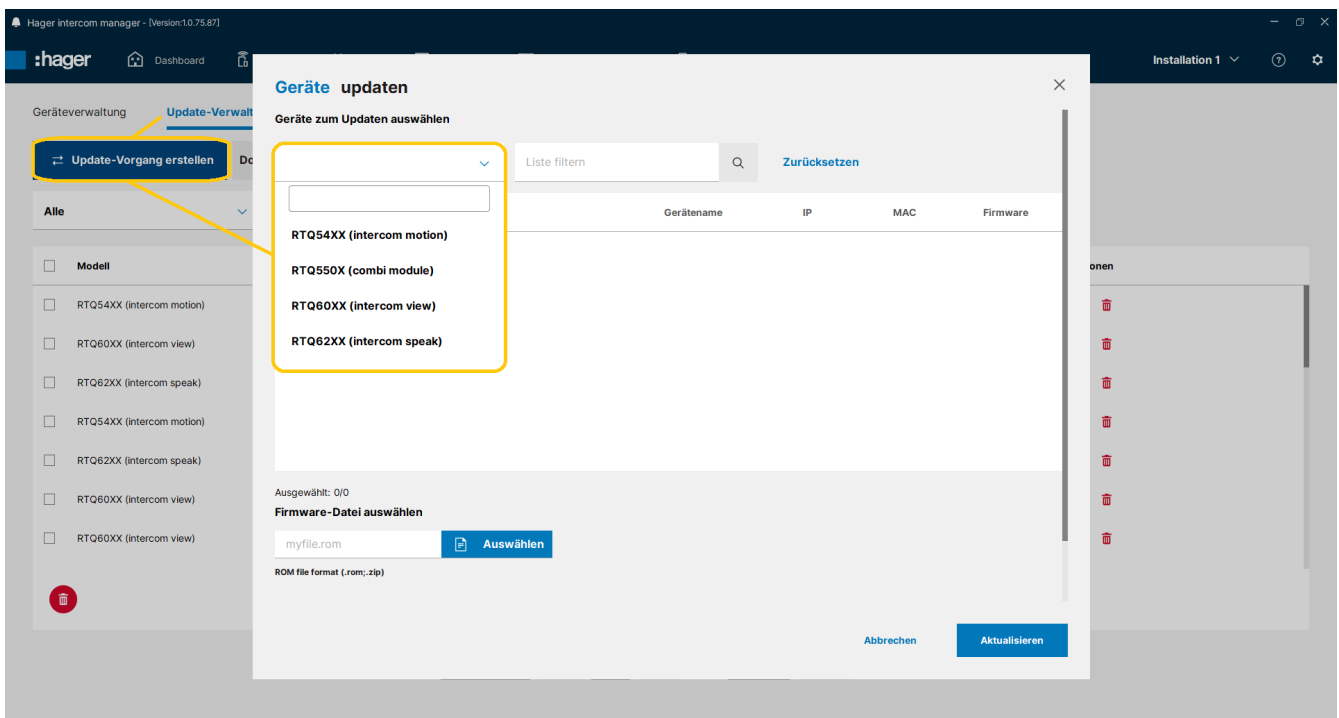 Hager intercom manager - [Version:1.0.75.87]
:hager Dashboard Installation 1
Geräteverwaltung Update-Verwalt
Update-Vorgang erstellen Do
Alle
Modell onen
RTQ54XX (intercom motion)
RTQ60XX (intercom view)
RTQ62XX (intercom speak)
RTQ54XX (intercom motion)
RTQ62XX (intercom speak)
RTQ60XX (intercom view)
RTQ60XX (intercom view)
Geräte updaten
Geräte zum Updaten auswählen
Liste filtern Zurücksetzen
Gerätename IP MAC Firmware
RTQ54XX (intercom motion)
RTQ550X (combi module)
RTQ60XX (intercom view)
RTQ62XX (intercom speak)
Ausgewählt: 0/0
Firmware-Datei auswählen
myfile.rom Auswählen
ROM file format (.rom;.zip)
Abbrechen Aktualisieren